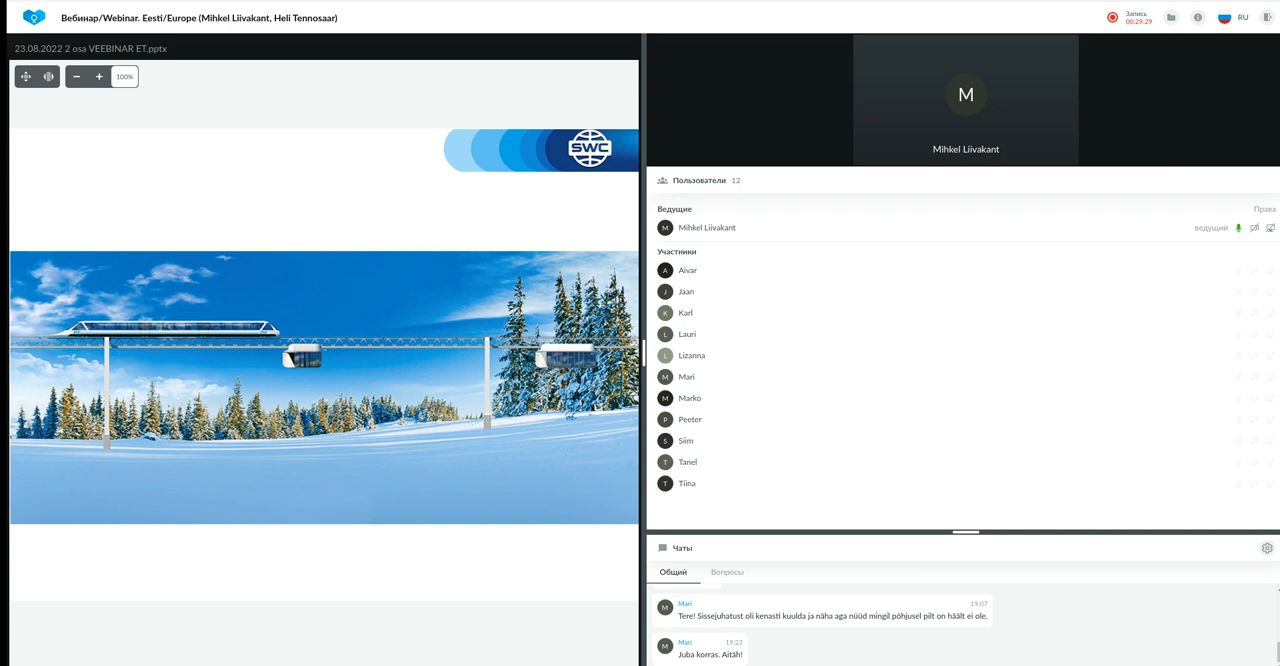 Вебинар/Webinar. Eesti/Europe (Mihkel Liivakant, Heli Tennosaar)
Запись
00:29:29
RU
23.08.2022 2 osa VEEBINAR ET.pptx
100%
SWC
M
Mihkel Liivakant
Пользователи 12
Ведущие Права
M Mihkel Liivakant ведущий
Участники
A Aivar
J Jaan
K Karl
L Lauri
L Lizanna
M Mari
M Marko
P Peeter
S Siim
T Tanel
T Tiina
Чаты
Общий Вопросы
M Mari 19:07
Tere! Sissejuhatust oli kenasti kuulda ja näha aga nüüd mingil põhjusel pilt on häält ei ole.
M Mari 19:23
Juba korras. Aitäh!